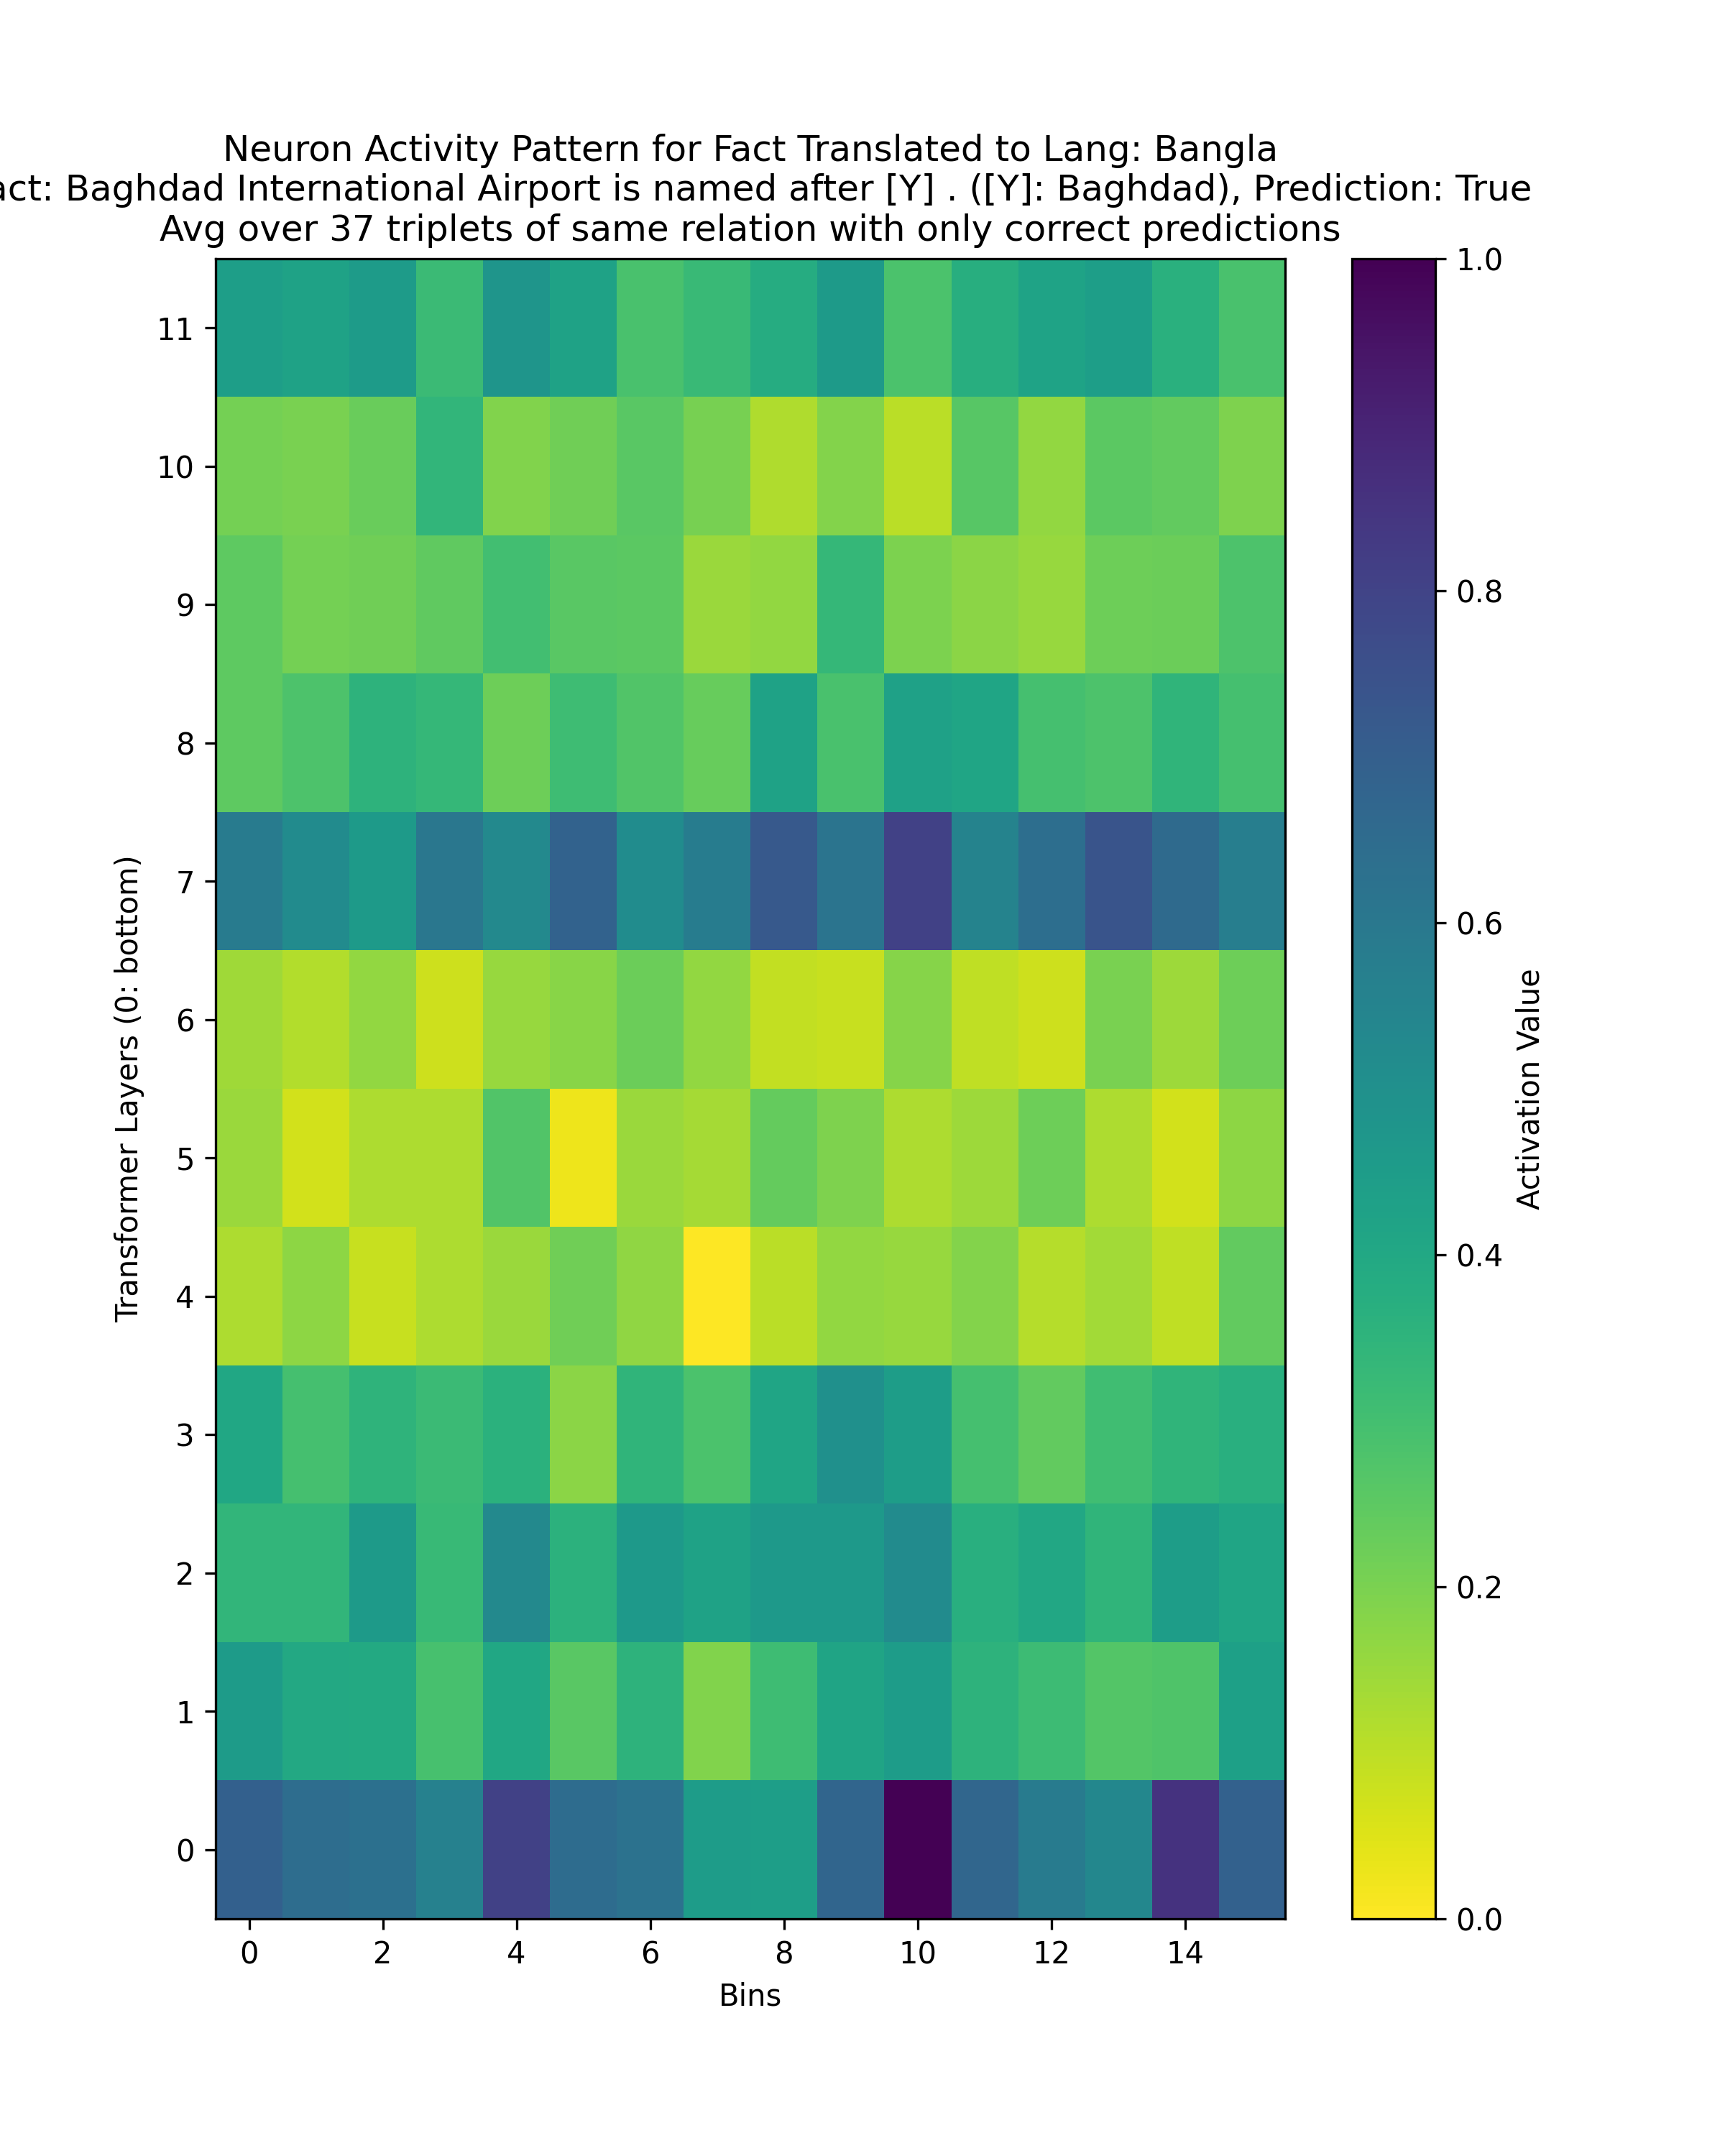 Neuron Activity Pattern for Fact Translated to Lang: Bangla
act: Baghdad International Airport is named after [Y] . ([Y]: Baghdad), Prediction: True
Avg over 37 triplets of same relation with only correct predictions
11
10
9
8
7
6
5
4
3
2
1
0
Transformer Layers (0: bottom)
0 2 4 6 8 10 12 14
Bins
1.0
0.8
0.6
0.4
0.2
0.0
Activation Value